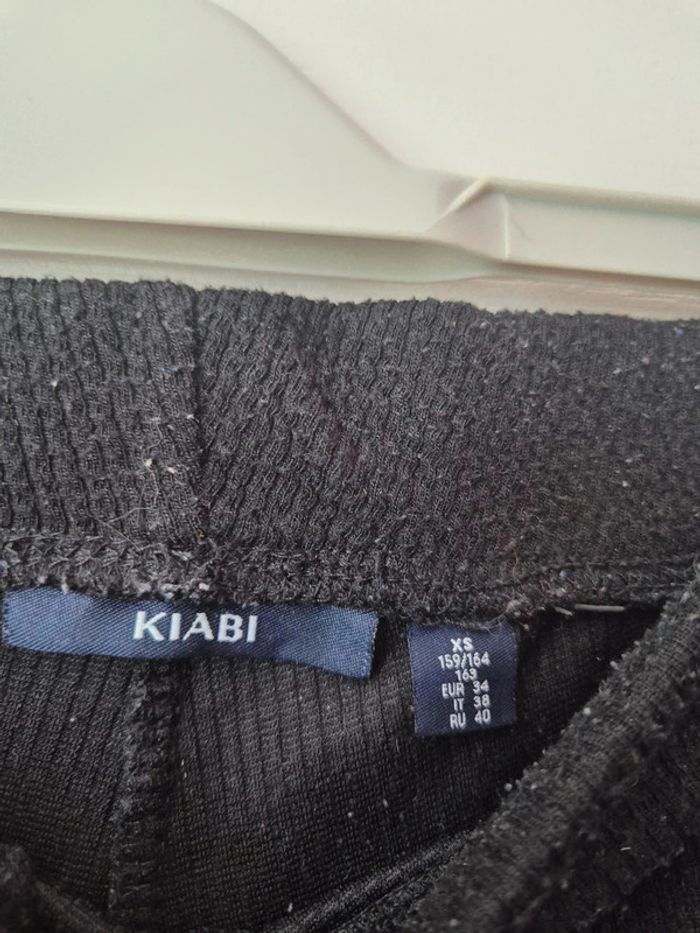 KIABI
XS
159/164
163
EUR 34
IT 38
RU 40